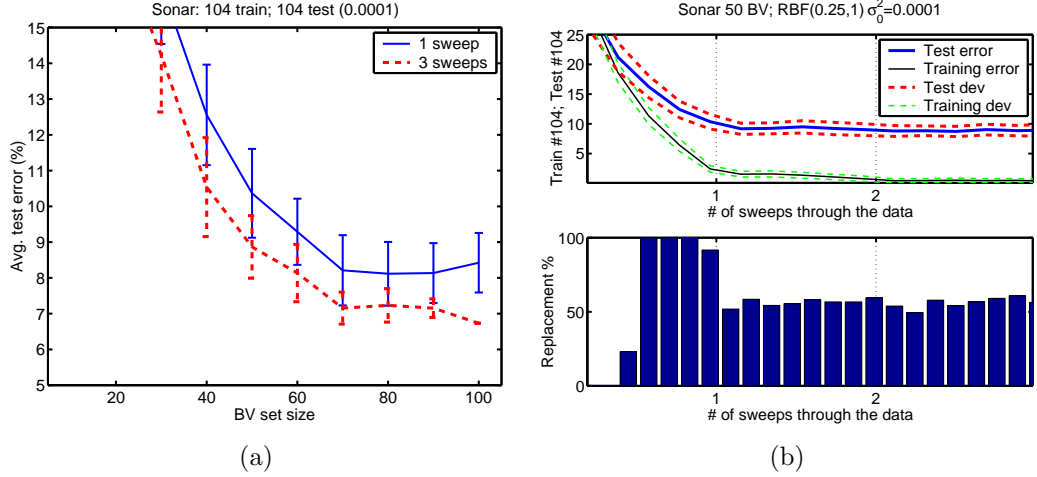 Sonar: 104 train; 104 test (0.0001)
15
14
13
12
11
10
9
8
7
6
5
Avg. test error (%)
1 sweep
3 sweeps
20
40
60
80
100
BV set size
(a)
Sonar 50 BV; RBF(0.25,1) σ₀²=0.0001
25
20
15
10
5
Train #104; Test #104
Test error
Training error
Test dev
Training dev
1
2
# of sweeps through the data
100
50
0
Replacement %
1
2
# of sweeps through the data
(b)